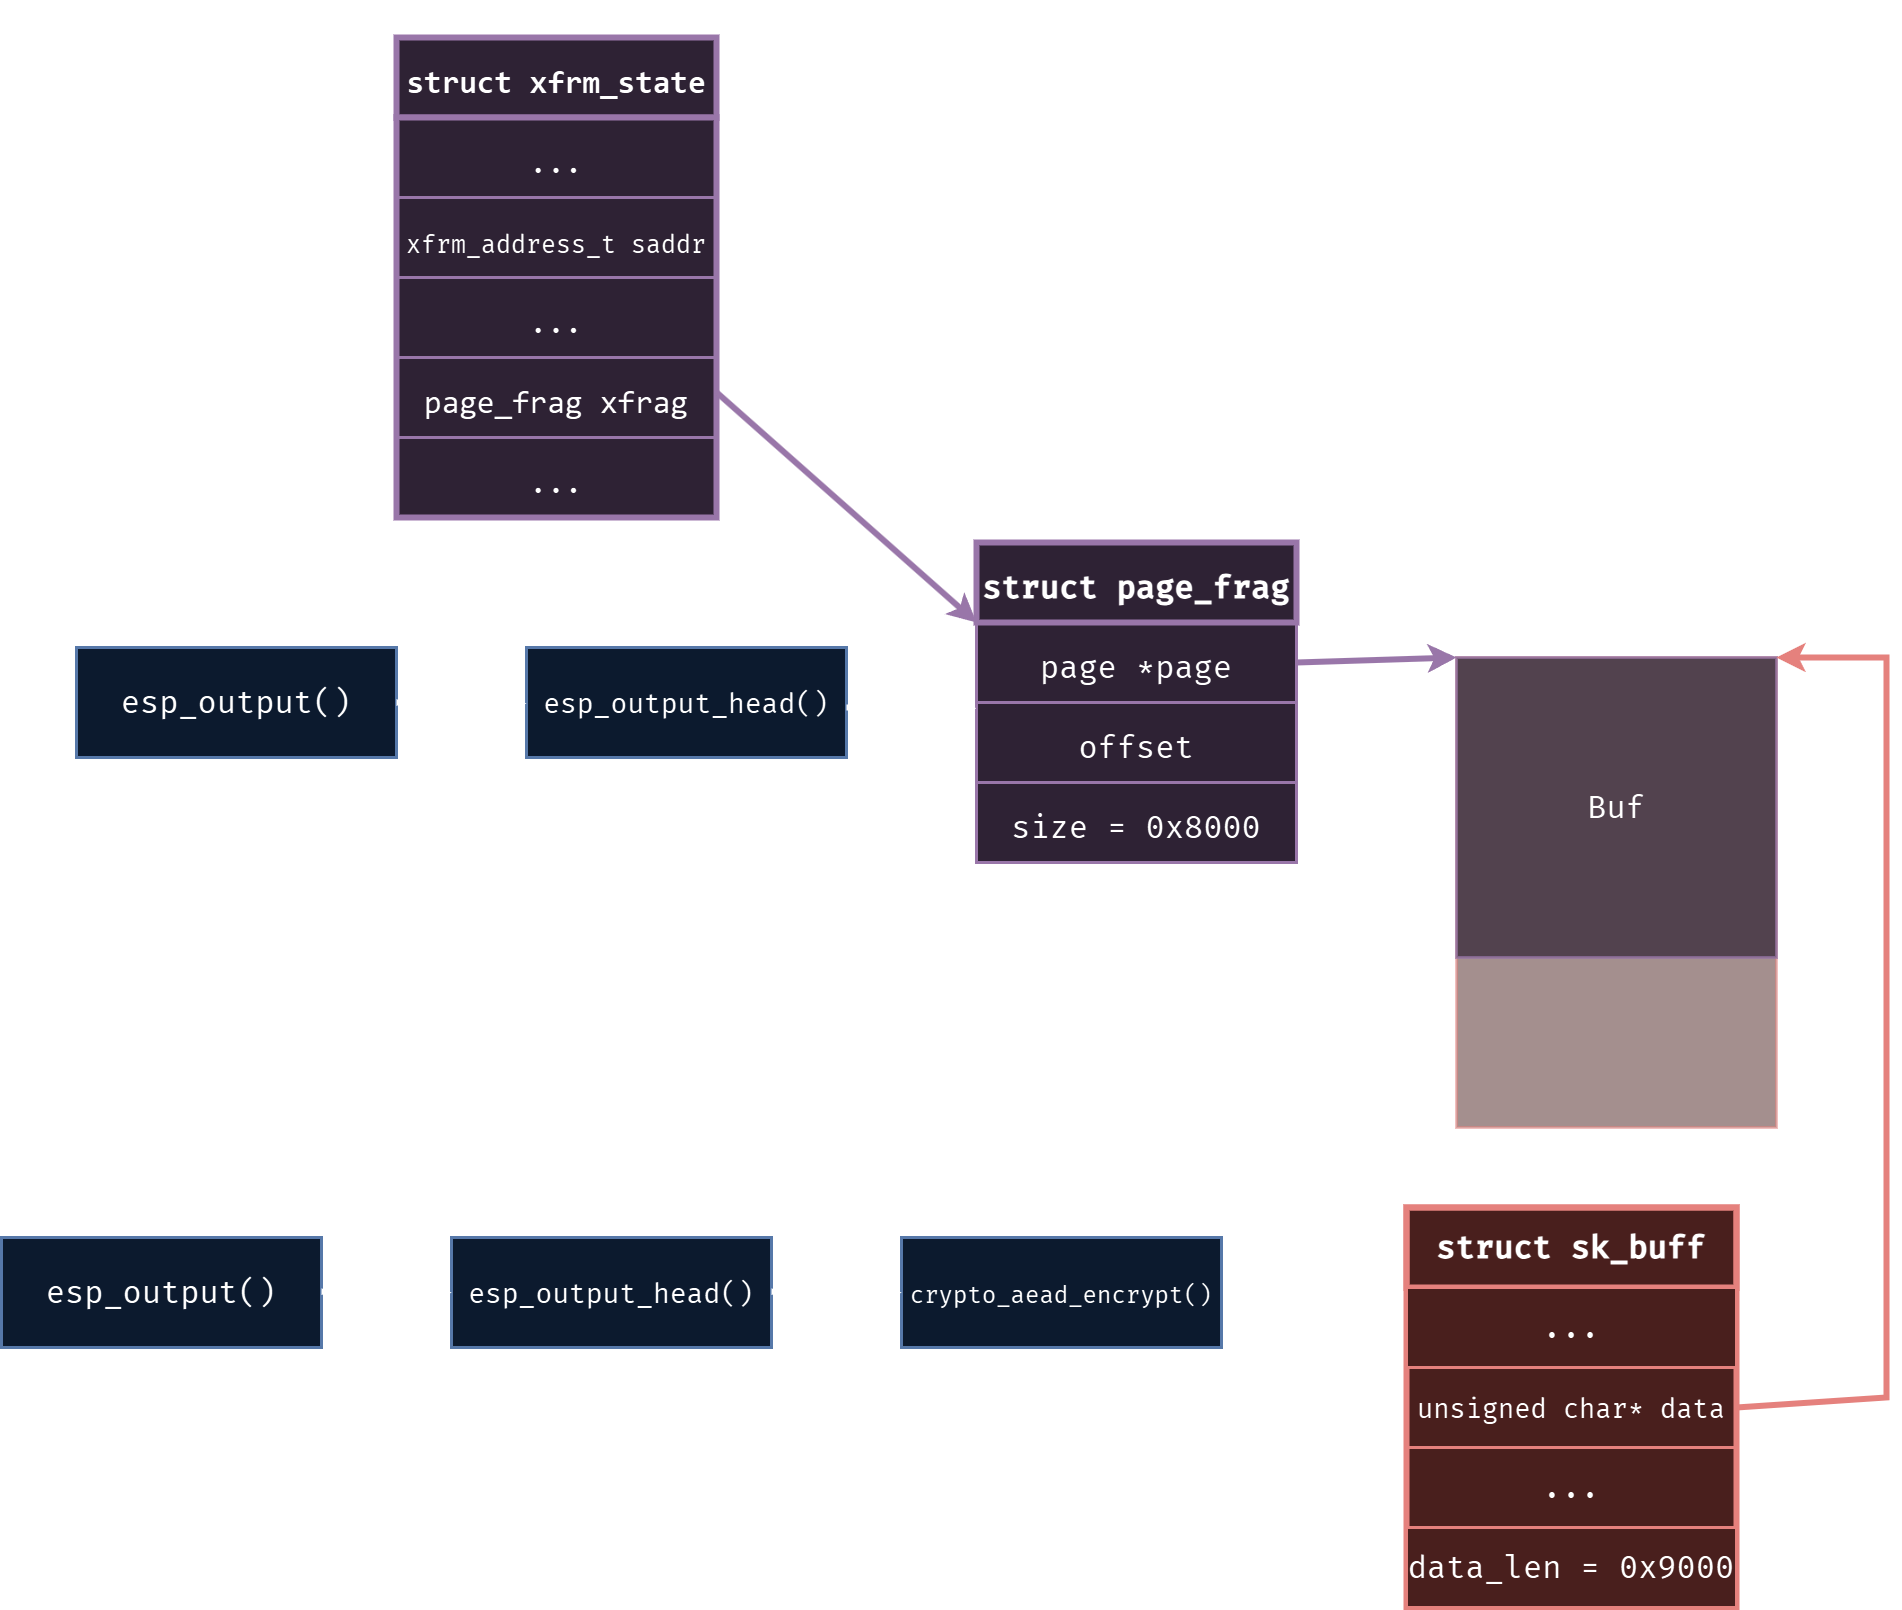 struct xfrm_state
...
xfrm_address_t saddr
...
page_frag xfrag
...
struct page_frag
page *page
offset
size = 0x8000
esp_output()
esp_output_head()
Buf
esp_output()
esp_output_head()
crypto_aead_encrypt()
struct sk_buff
...
unsigned char* data
...
data_len = 0x9000